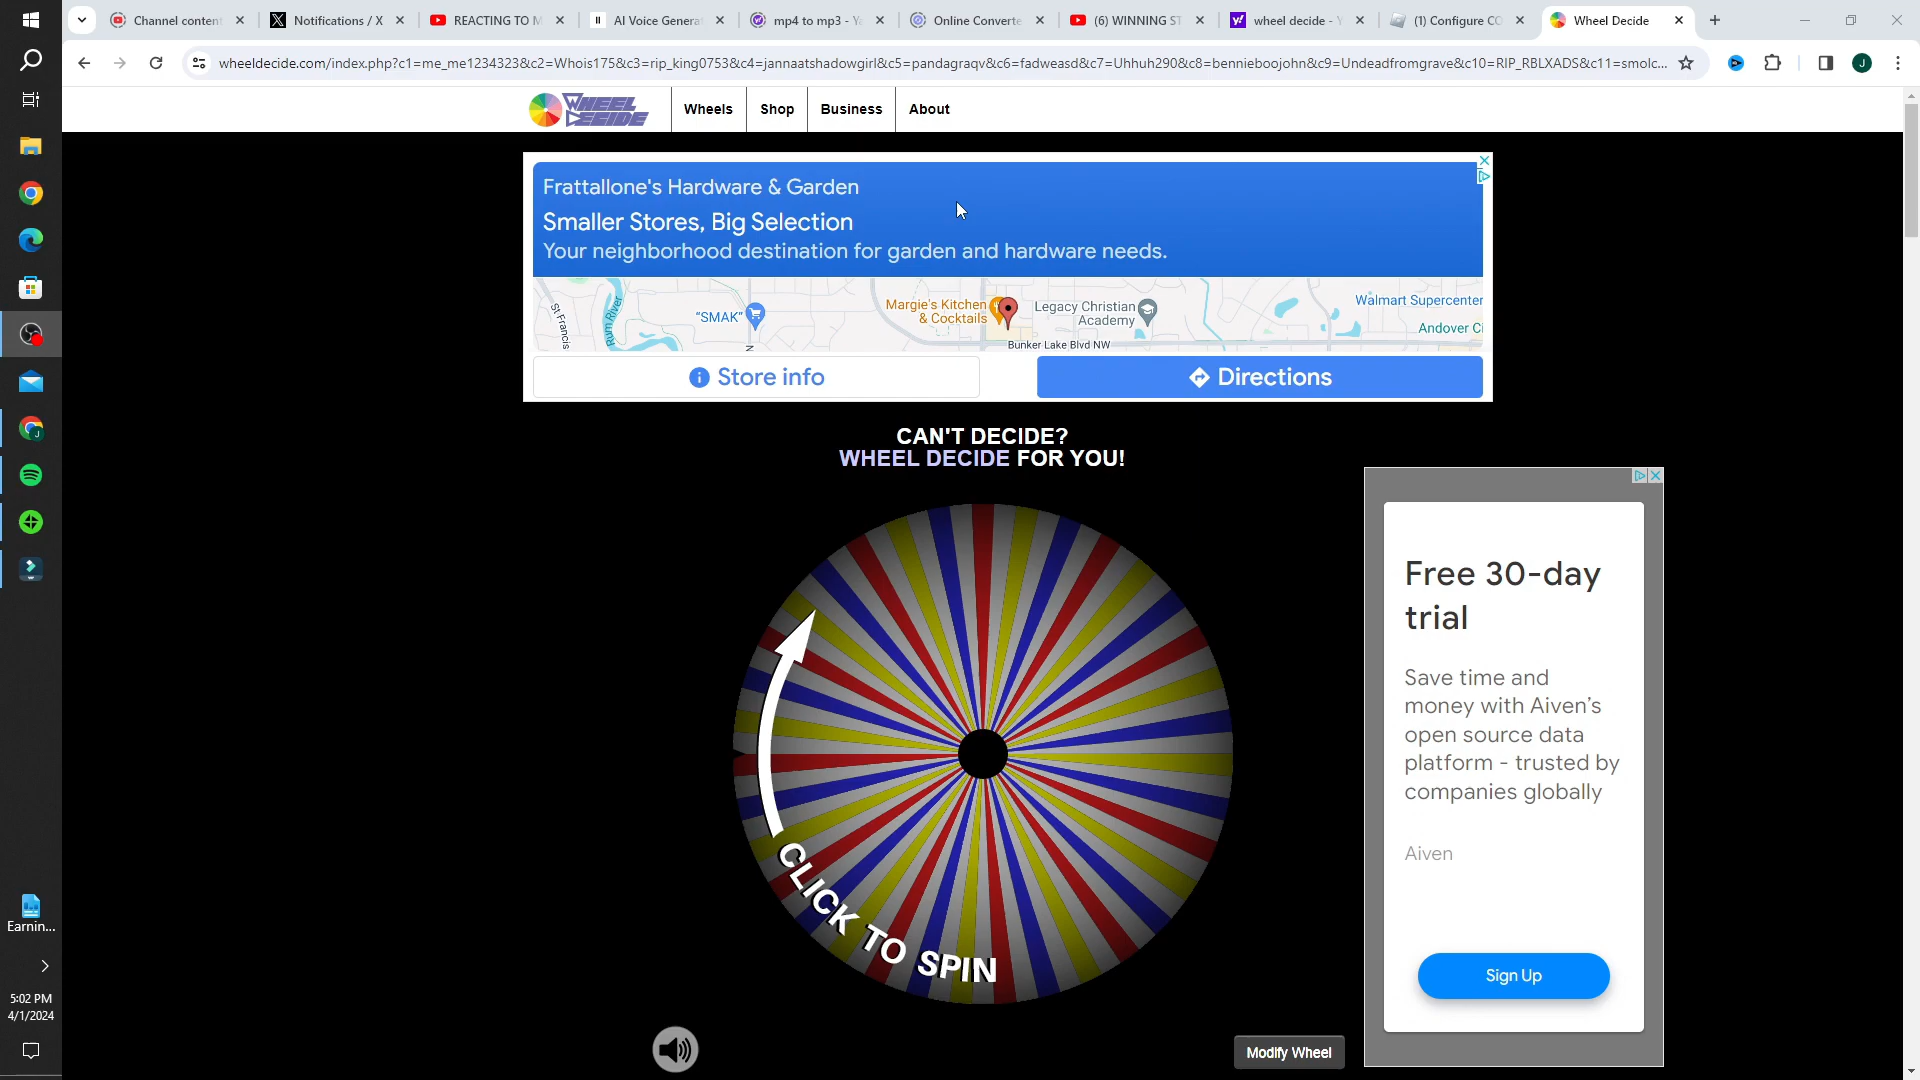 Channel conten
Notifications / X
REACTING TO M
AI Voice Genera
mp4 to mp3 - Ya
Online Converte
(6) WINNING ST
wheel decide - Y
(1) Configure CO
Wheel Decide
wheeldecide.com/index.php?c1=me_me1234323&c2=Whois175&c3=rip_king0753&c4=jannaatshadowgirl&c5=pandagraqv&c6=fadweasd&c7=Uhhuh290&c8=bennieboojohn&c9=Undeadfromgrave&c10=RIP_RBLXADS&c11=smolc...
J
WHEEL DECIDE
Wheels
Shop
Business
About
Frattallone's Hardware & Garden
Smaller Stores, Big Selection
Your neighborhood destination for garden and hardware needs.
St Francis
Rum River
"SMAK"
N
Margie's Kitchen
& Cocktails
Legacy Christian
Academy
Bunker Lake Blvd NW
Walmart Supercenter
Andover Ci
Store info
Directions
CAN'T DECIDE?
WHEEL DECIDE FOR YOU!
CLICK TO SPIN
Free 30-day
trial
Save time and
money with Aiven's
open source data
platform - trusted by
companies globally
Aiven
Sign Up
Modify Wheel
Earnin...
5:02 PM
4/1/2024